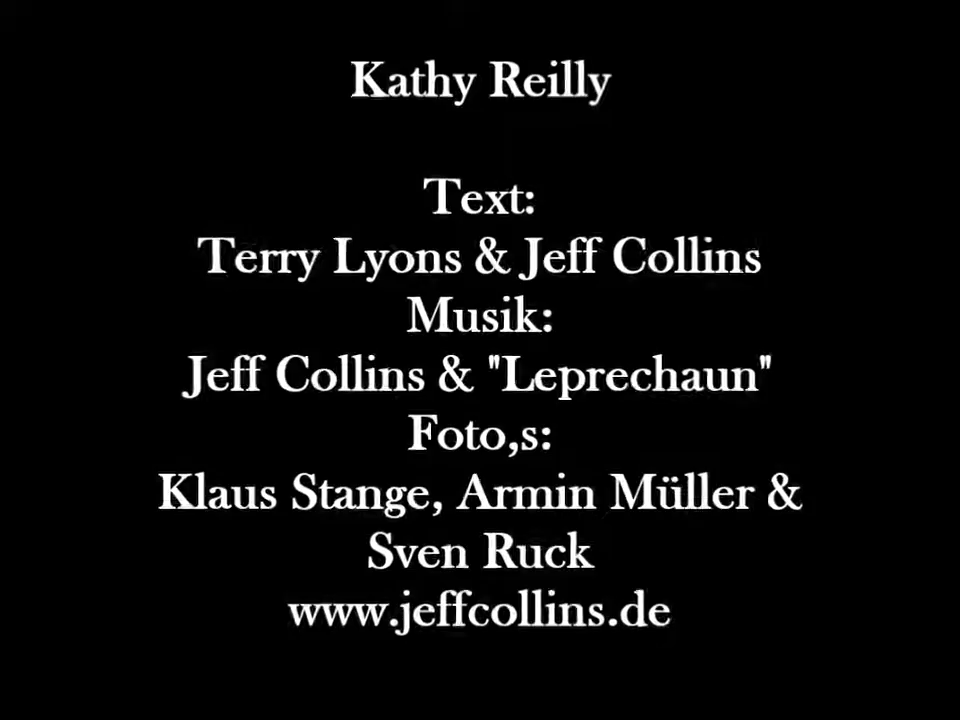 Kathy Reilly
Text:
Terry Lyons & Jeff Collins
Musik:
Jeff Collins & "Leprechaun"
Foto,s:
Klaus Stange, Armin Müller &
Sven Ruck
www.jeffcollins.de